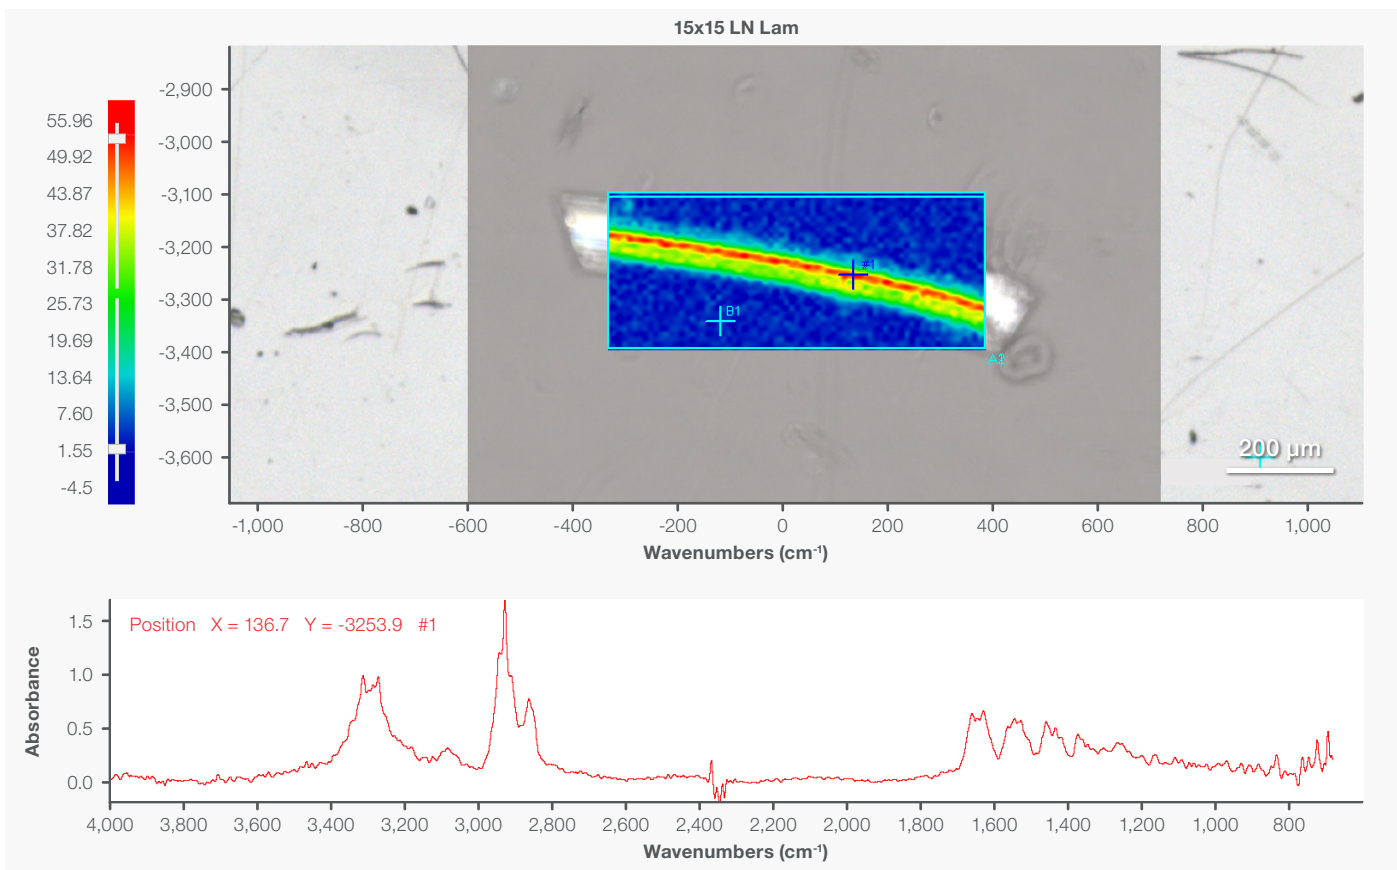 15x15 LN Lam
55.96
49.92
43.87
37.82
31.78
25.73
19.69
13.64
7.60
1.55
-4.5
-2,900
-3,000
-3,100
-3,200
-3,300
-3,400
-3,500
-3,600
#1
B1
A2
200 µm
-1,000 -800 -600 -400 -200 0 200 400 600 800 1,000
Wavenumbers (cm-1)
Position X = 136.7 Y = -3253.9 #1
Absorbance
1.5
1.0
0.5
0.0
4,000 3,800 3,600 3,400 3,200 3,000 2,800 2,600 2,400 2,200 2,000 1,800 1,600 1,400 1,200 1,000 800
Wavenumbers (cm-1)